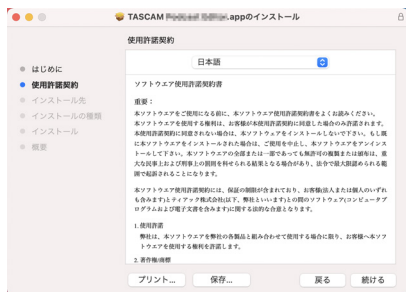 TASCAM .appのインストール
使用許諾契約
日本語
はじめに
使用許諾契約
インストール先
インストールの種類
インストール
概要
ソフトウエア使用許諾契約書
重要：
本ソフトウエアをご使用になる前に、本ソフトウエア使用許諾契約書をよくお読みください。
本ソフトウエアを使用する権利は、お客様が本使用許諾契約に同意した場合のみ許諾されます。
本使用許諾契約に同意されない場合は、本ソフトウェアをインストールしないで下さい。もし既
に本ソフトウエアをインストールされた場合は、ご使用を中止し、本ソフトウエアをアンインス
トールして下さい。本ソフトウエアの全部または一部であっても無許可の複製または頒布は、重
大な民事上および刑事上の罰則を科せられる結果となる場合があり、法令で最大限認められる範
囲で起訴されることになります。
本ソフトウエア使用許諾契約には、保証の制限が含まれており、お客様(法人または個人のいずれ
も含みます)とティアック株式会社(以下、弊社といいます)との間のソフトウェア(コンピュータプ
ログラムおよび電子文書を含みます)に関する法的な合意となります。
1. 使用許諾
弊社は、本ソフトウエアを弊社の各製品と組み合わせて使用する場合に限り、お客様へ本ソフ
トウエアを使用する権利を許諾します。
2. 著作権/商標
プリント...
保存...
戻る
続ける